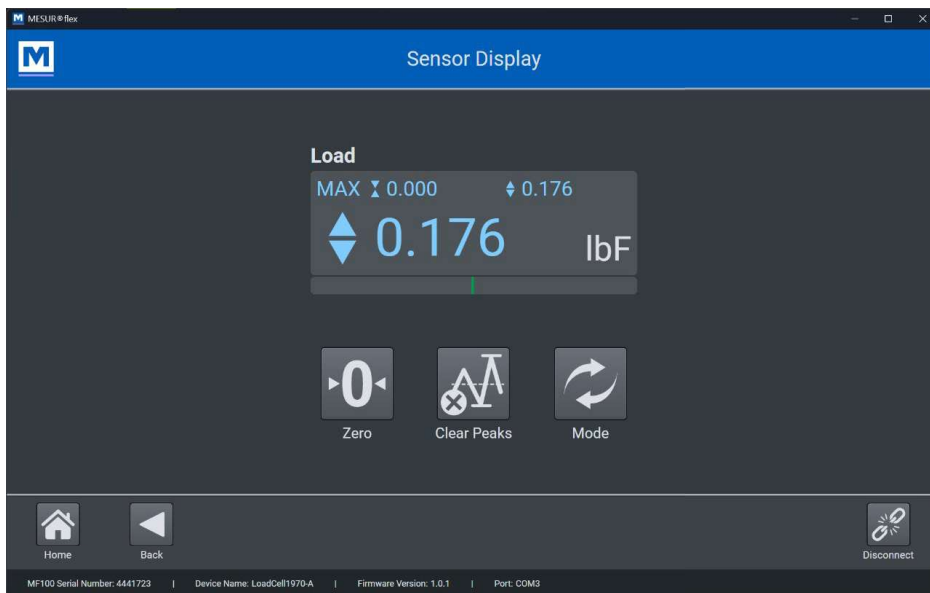 MESUR®flex
Sensor Display
Load
MAX 0.000 0.176
0.176 lbF
0
Zero Clear Peaks Mode
Home Back Disconnect
MF100 Serial Number: 4441723 | Device Name: LoadCell1970-A | Firmware Version: 1.0.1 | Port: COM3